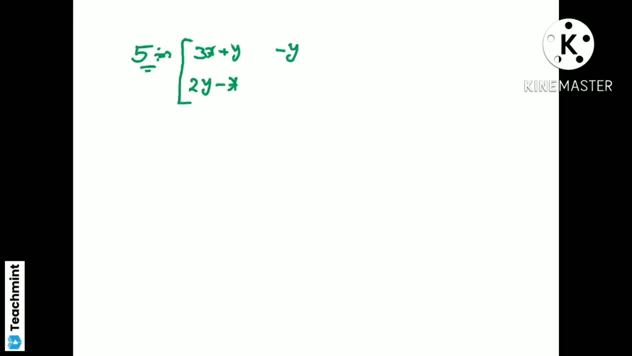 5 :- [ 3x + y -y
2y - x
KINEMASTER
K
Teachmint